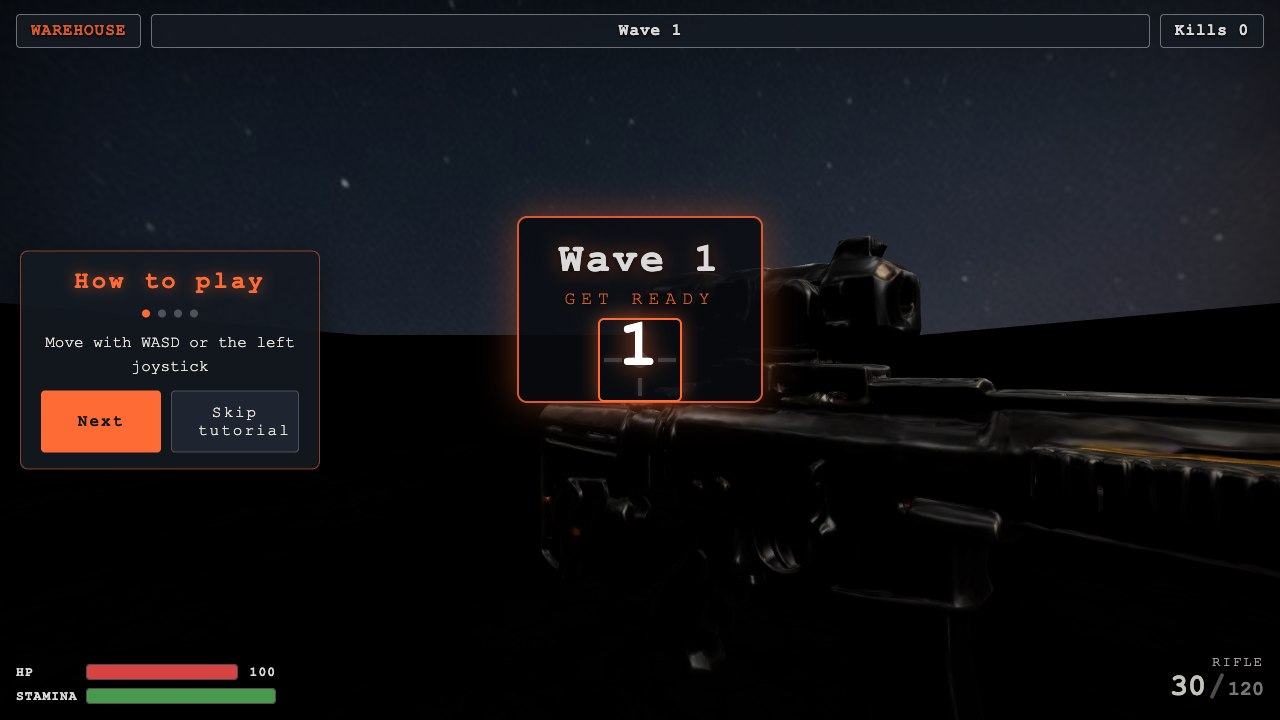 WAREHOUSE
Wave 1
Kills 0
How to play
Move with WASD or the left
joystick
Next
Skip
tutorial
Wave 1
GET READY
1
HP
100
STAMINA
RIFLE
30/120